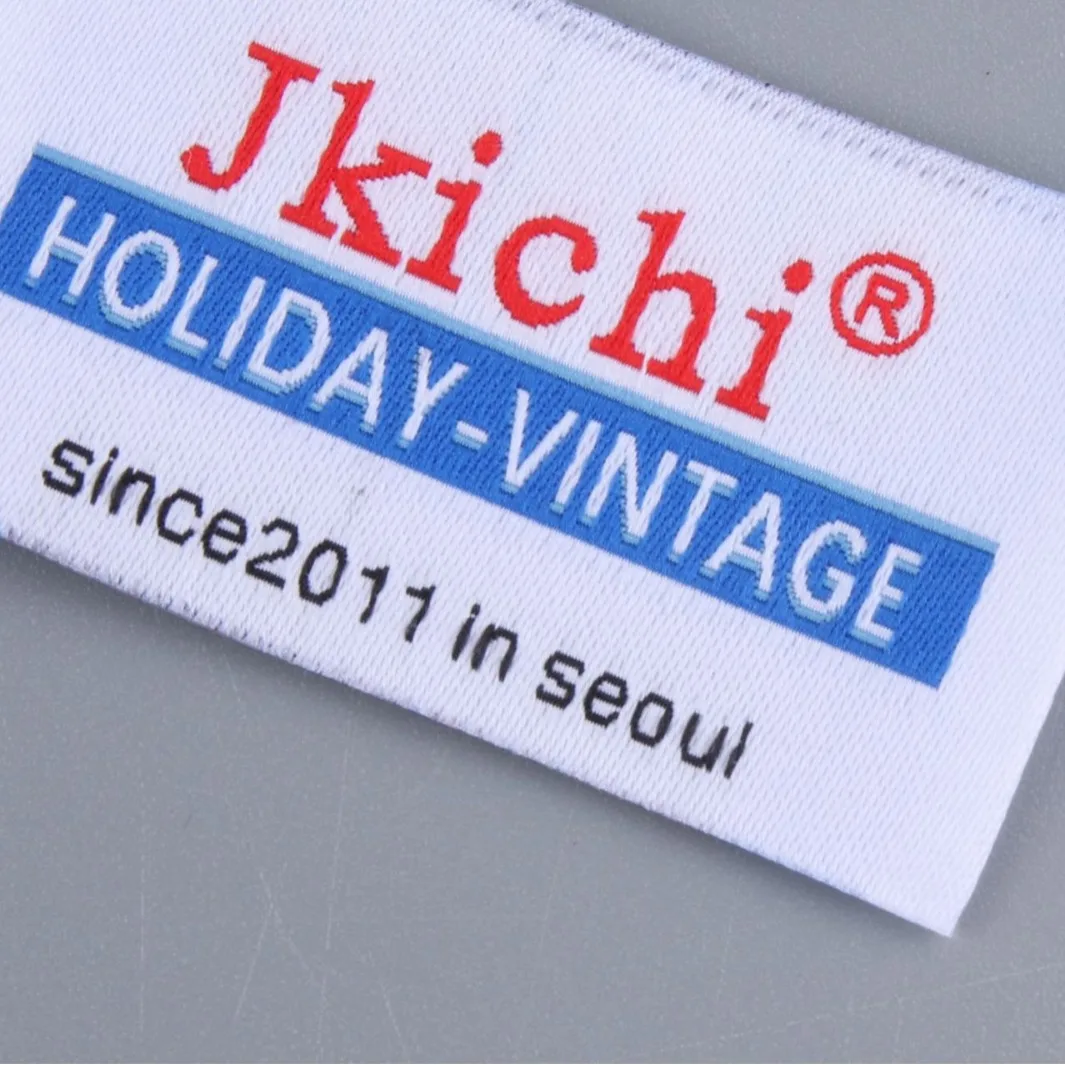 Jkichi®
HOLIDAY-VINTAGE
since2011 in seoul